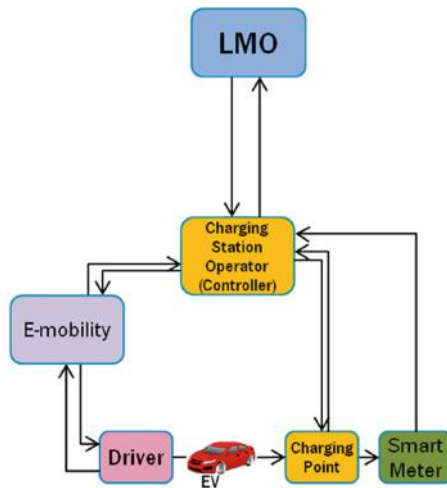 LMO
Charging
Station
Operator
(Controller)
E-mobility
Driver
EV
Charging
Point
Smart
Meter